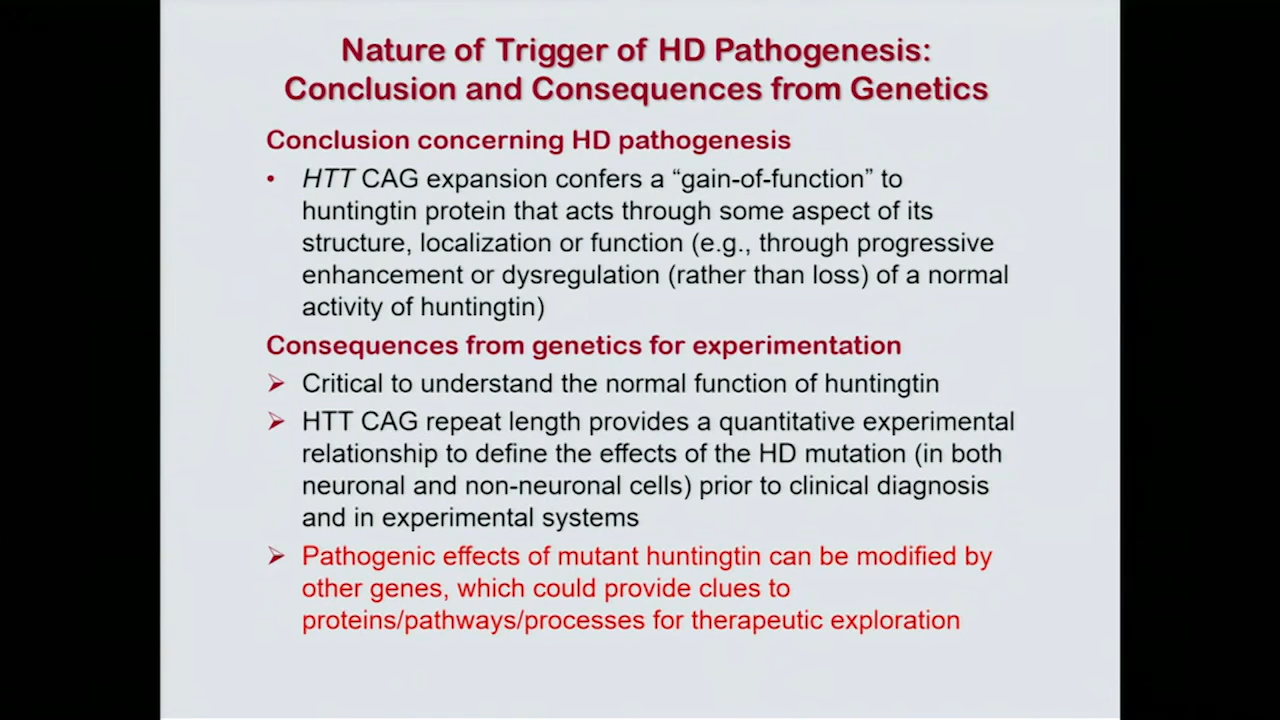 Nature of Trigger of HD Pathogenesis:
Conclusion and Consequences from Genetics
Conclusion concerning HD pathogenesis
• HTT CAG expansion confers a “gain-of-function” to
huntingtin protein that acts through some aspect of its
structure, localization or function (e.g., through progressive
enhancement or dysregulation (rather than loss) of a normal
activity of huntingtin)
Consequences from genetics for experimentation
➢ Critical to understand the normal function of huntingtin
➢ HTT CAG repeat length provides a quantitative experimental
relationship to define the effects of the HD mutation (in both
neuronal and non-neuronal cells) prior to clinical diagnosis
and in experimental systems
➢ Pathogenic effects of mutant huntingtin can be modified by
other genes, which could provide clues to
proteins/pathways/processes for therapeutic exploration